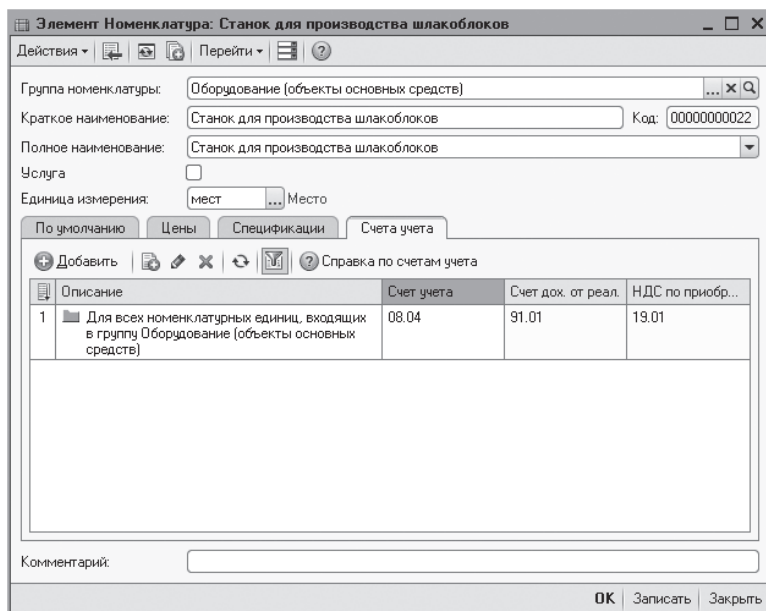 Элемент Номенклатура: Станок для производства шлакоблоков
Действия Перейти
Группа номенклатуры: Оборудование (объекты основных средств) ...
Краткое наименование: Станок для производства шлакоблоков Код: 00000000022
Полное наименование: Станок для производства шлакоблоков
Услуга
Единица измерения: мест ... Место
По умолчанию Цены Спецификации Счета учета
Добавить Справка по счетам учета
Описание Счет учета Счет дох. от реал. НДС по приобр...
1 Для всех номенклатурных единиц, входящих 08.04 91.01 19.01
в группу Оборудование (объекты основных
средств)
Комментарий:
OK Записать Закрыть